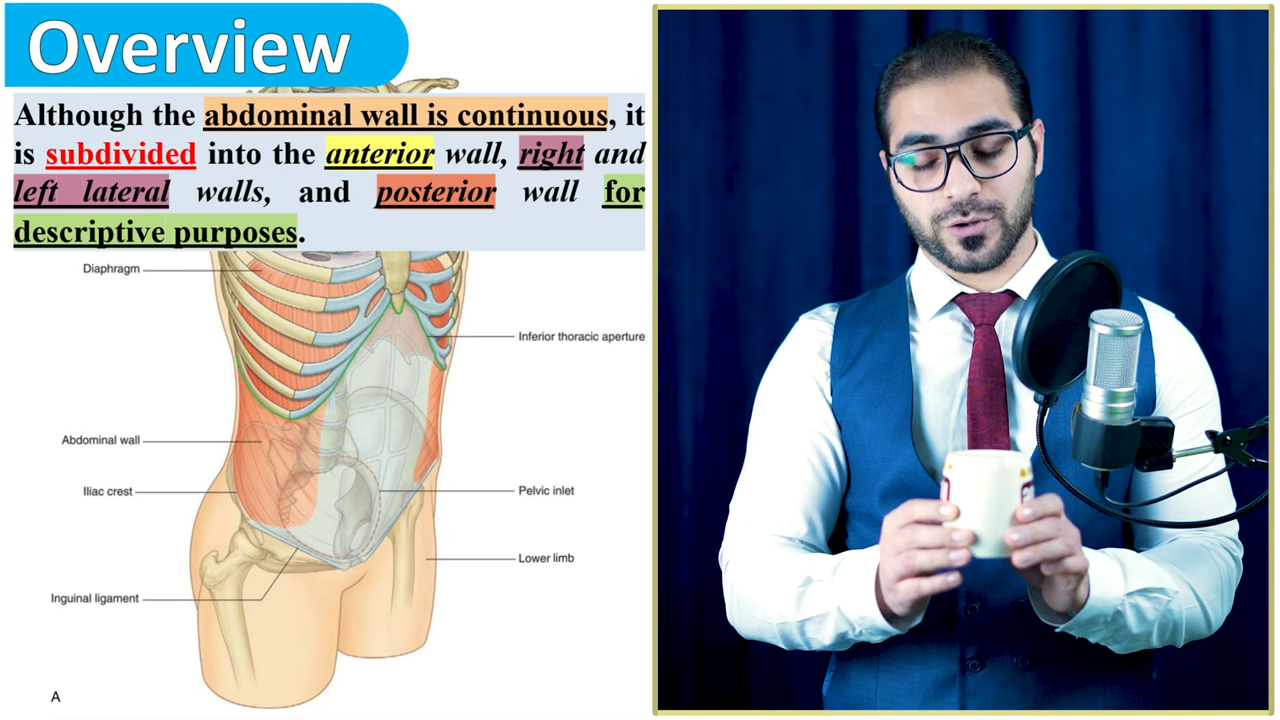 Overview
Although the abdominal wall is continuous, it
is subdivided into the anterior wall, right and
left lateral walls, and posterior wall for
descriptive purposes.
Diaphragm
Inferior thoracic aperture
Abdominal wall
Iliac crest
Pelvic inlet
Lower limb
Inguinal ligament
A